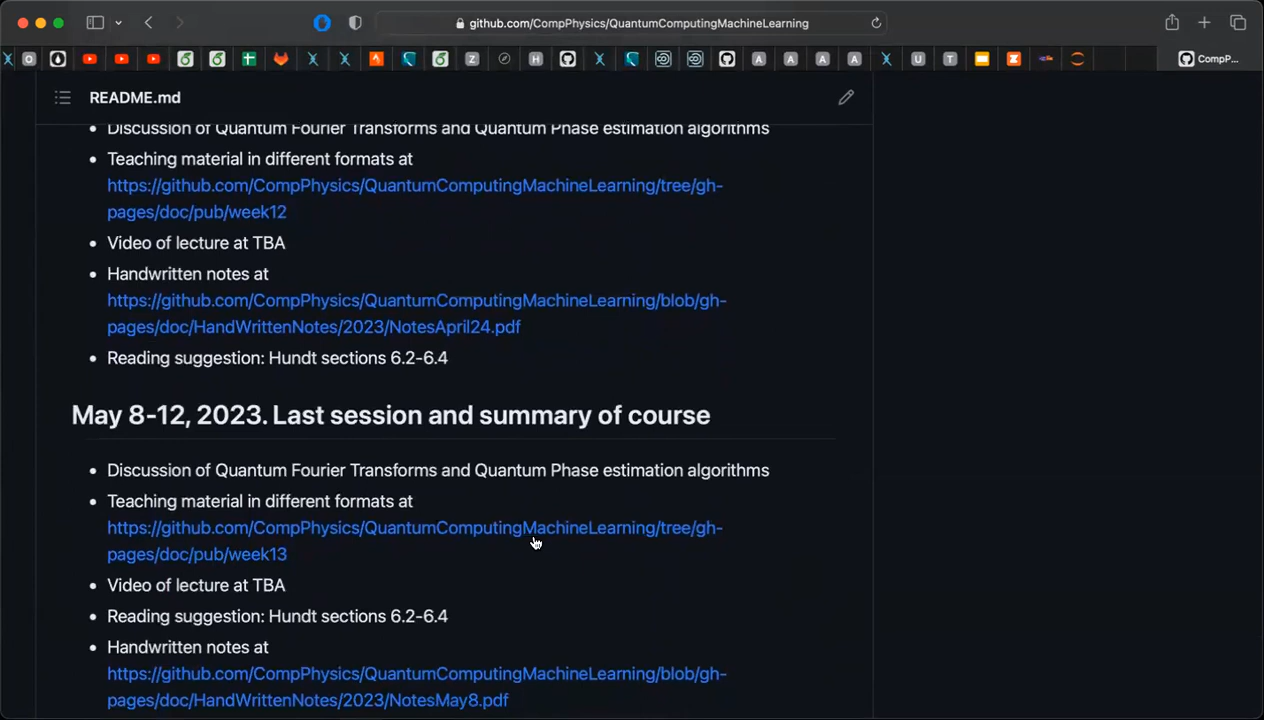 github.com/CompPhysics/QuantumComputingMachineLearning
CompP...
README.md
Discussion of Quantum Fourier Transforms and Quantum Phase estimation algorithms
Teaching material in different formats at
https://github.com/CompPhysics/QuantumComputingMachineLearning/tree/gh-
pages/doc/pub/week12
Video of lecture at TBA
Handwritten notes at
https://github.com/CompPhysics/QuantumComputingMachineLearning/blob/gh-
pages/doc/HandWrittenNotes/2023/NotesApril24.pdf
Reading suggestion: Hundt sections 6.2-6.4
May 8-12, 2023. Last session and summary of course
Discussion of Quantum Fourier Transforms and Quantum Phase estimation algorithms
Teaching material in different formats at
https://github.com/CompPhysics/QuantumComputingMachineLearning/tree/gh-
pages/doc/pub/week13
Video of lecture at TBA
Reading suggestion: Hundt sections 6.2-6.4
Handwritten notes at
https://github.com/CompPhysics/QuantumComputingMachineLearning/blob/gh-
pages/doc/HandWrittenNotes/2023/NotesMay8.pdf